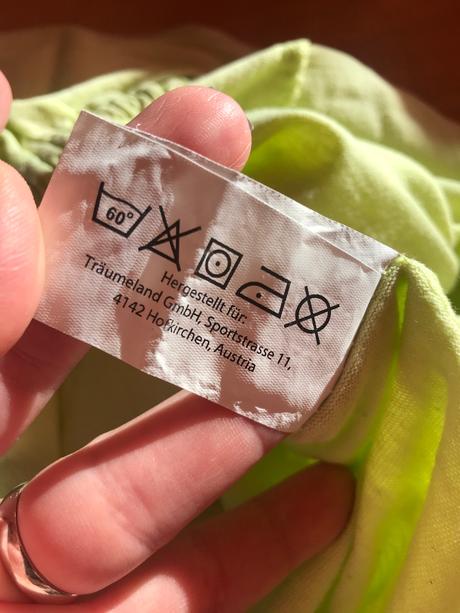 60°
Hergestellt für:
Träumeland GmbH, Sportstrasse 11,
4142 Hofkirchen, Austria